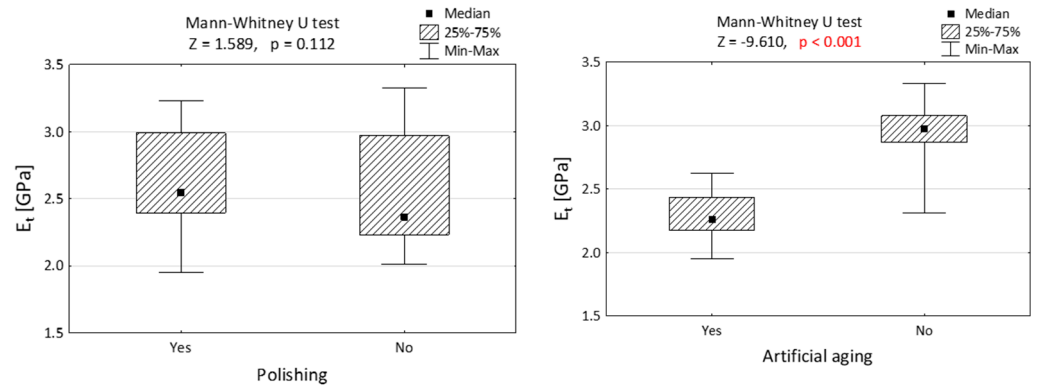 Mann-Whitney U test
Z = 1.589, p = 0.112
Median
25%-75%
Min-Max
3.5
3.0
2.5
2.0
1.5
Et [GPa]
Yes
No
Polishing
Mann-Whitney U test
Z = -9.610, p < 0.001
Median
25%-75%
Min-Max
3.5
3.0
2.5
2.0
1.5
Et [GPa]
Yes
No
Artificial aging